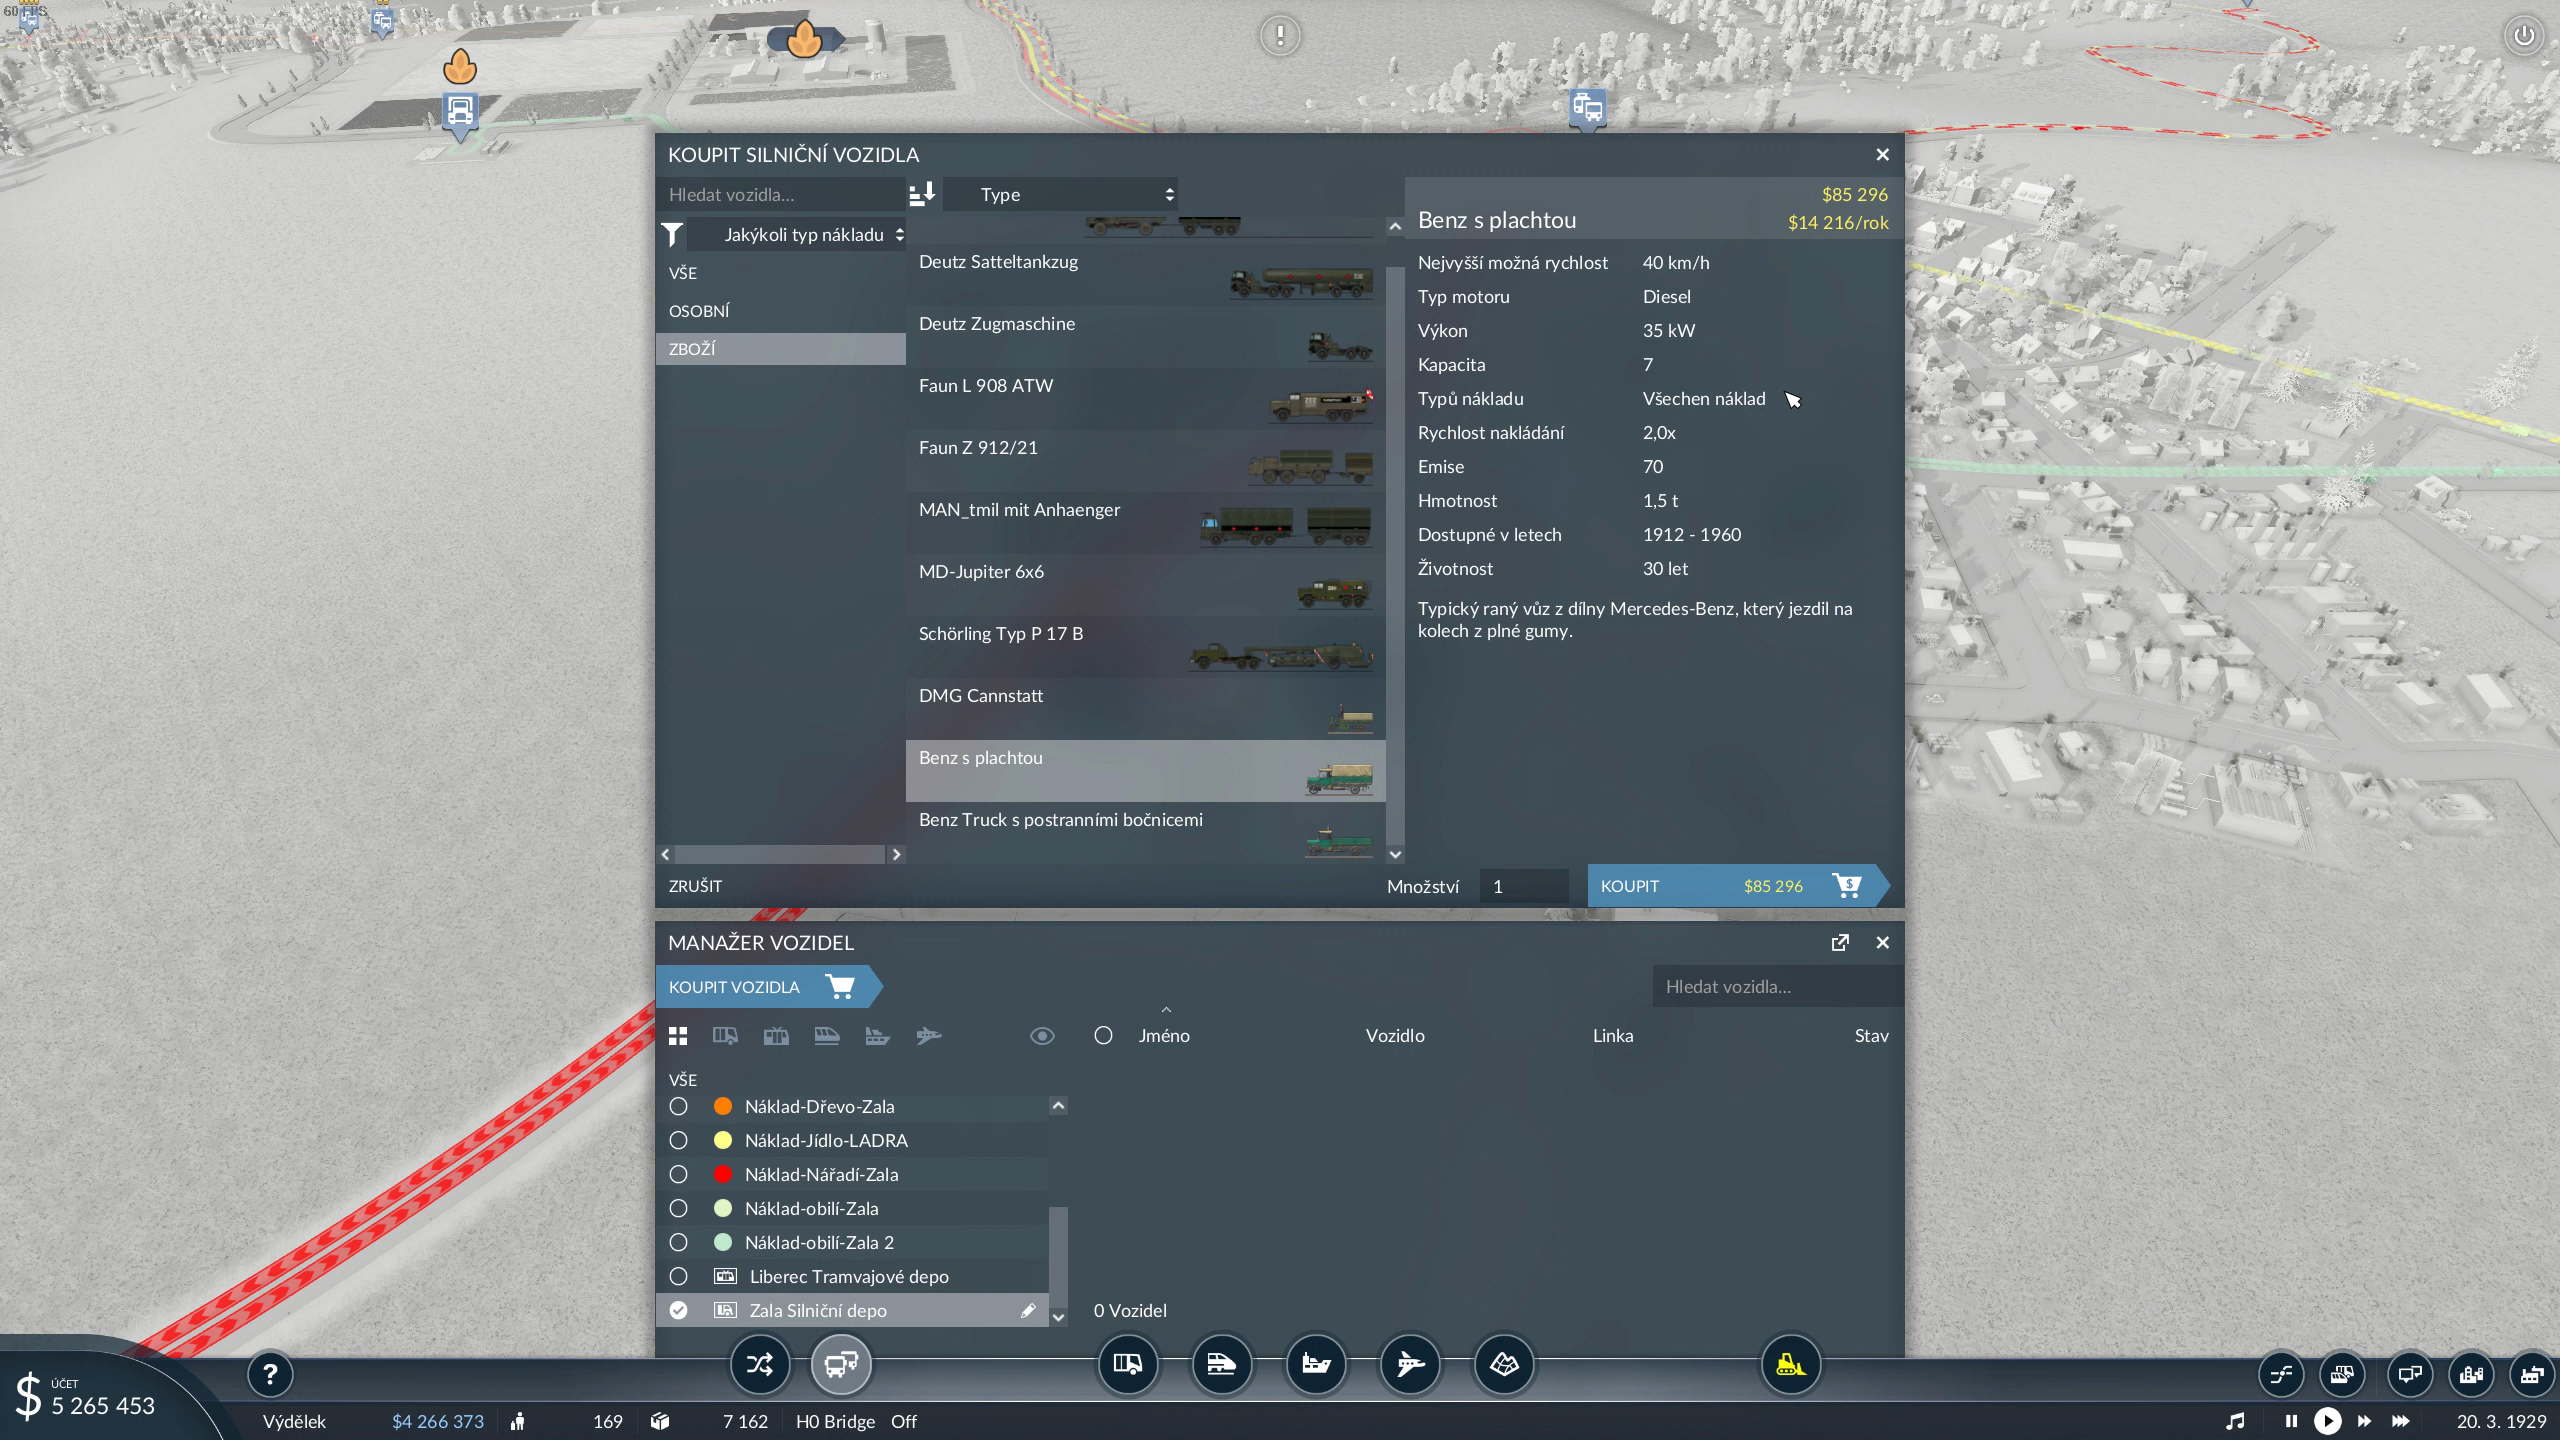 60 FPS
KOUPIT SILNIČNÍ VOZIDLA
Hledat vozidla...
Type
Jakýkoli typ nákladu
VŠE
OSOBNÍ
ZBOŽÍ
Deutz Satteltankzug
Deutz Zugmaschine
Faun L 908 ATW
Faun Z 912/21
MAN_tmil mit Anhaenger
MD-Jupiter 6x6
Schörling Typ P 17 B
DMG Cannstatt
Benz s plachtou
Benz Truck s postranními bočnicemi
$85 296
Benz s plachtou
$14 216/rok
Nejvyšší možná rychlost 40 km/h
Typ motoru Diesel
Výkon 35 kW
Kapacita 7
Typů nákladu Všechen náklad
Rychlost nakládání 2,0x
Emise 70
Hmotnost 1,5 t
Dostupné v letech 1912 - 1960
Životnost 30 let
Typický raný vůz z dílny Mercedes-Benz, který jezdil na
kolech z plné gumy.
ZRUŠIT
Množství 1
KOUPIT $85 296
MANAŽER VOZIDEL
KOUPIT VOZIDLA
Hledat vozidla...
Jméno Vozidlo Linka Stav
VŠE
Náklad-Dřevo-Zala
Náklad-Jídlo-LADRA
Náklad-Nářadí-Zala
Náklad-obilí-Zala
Náklad-obilí-Zala 2
Liberec Tramvajové depo
Zala Silniční depo
0 Vozidel
ÚČET
5 265 453
Výdělek $4 266 373
169
7 162
H0 Bridge Off
20. 3. 1929